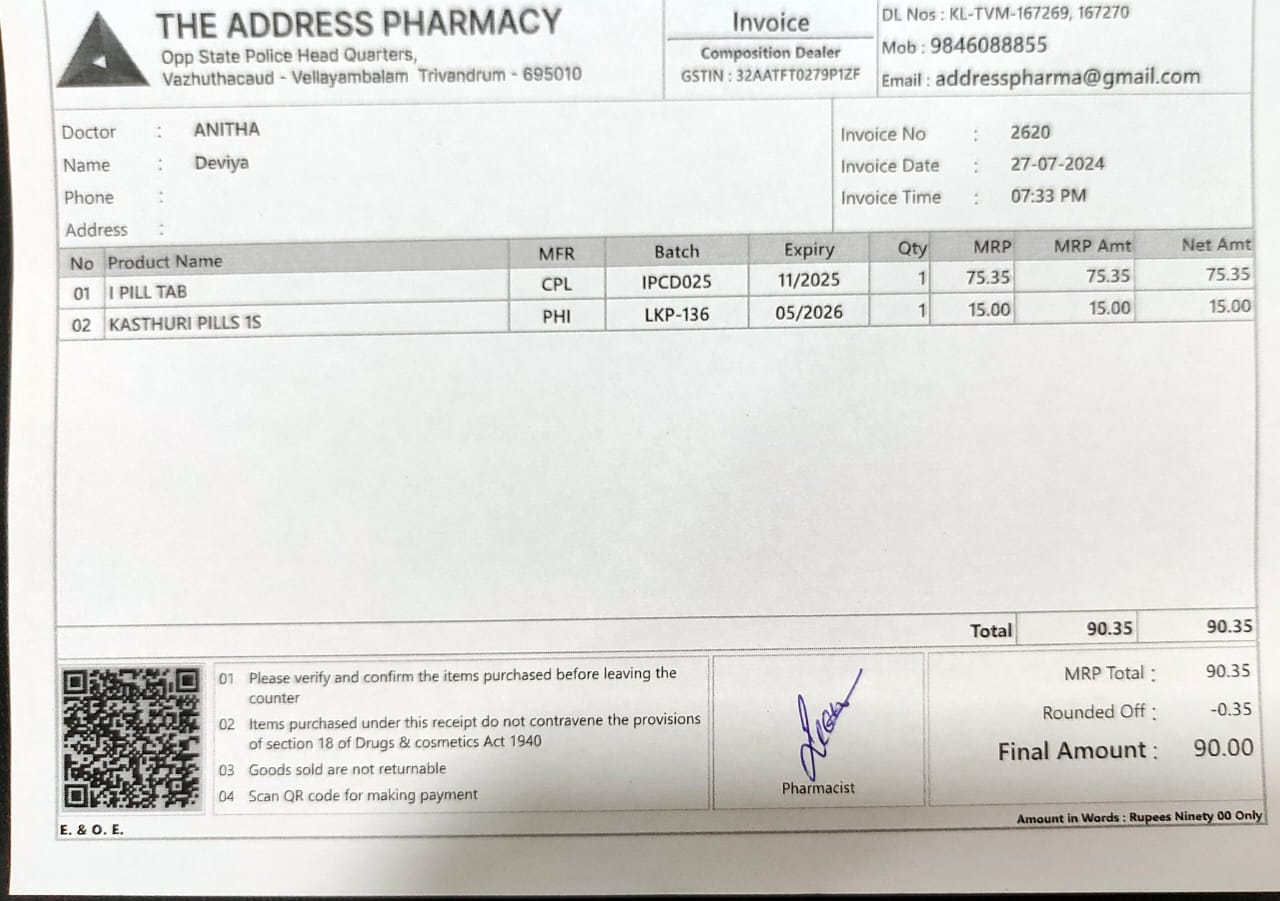 THE ADDRESS PHARMACY
Opp State Police Head Quarters,
Vazhuthacaud - Vellayambalam Trivandrum - 695010
Invoice
Composition Dealer
GSTIN : 32AATFT0279P1ZF
DL Nos : KL-TVM-167269, 167270
Mob : 9846088855
Email : addresspharma@gmail.com
Doctor : ANITHA
Name : Deviya
Phone :
Address :
Invoice No : 2620
Invoice Date : 27-07-2024
Invoice Time : 07:33 PM
No Product Name MFR Batch Expiry Qty MRP MRP Amt Net Amt
01 I PILL TAB CPL IPCD025 11/2025 1 75.35 75.35 75.35
02 KASTHURI PILLS 1S PHI LKP-136 05/2026 1 15.00 15.00 15.00
Total 90.35 90.35
01 Please verify and confirm the items purchased before leaving the
counter
02 Items purchased under this receipt do not contravene the provisions
of section 18 of Drugs & cosmetics Act 1940
03 Goods sold are not returnable
04 Scan QR code for making payment
Pharmacist
MRP Total : 90.35
Rounded Off : -0.35
Final Amount : 90.00
E. & O. E.
Amount in Words : Rupees Ninety 00 Only